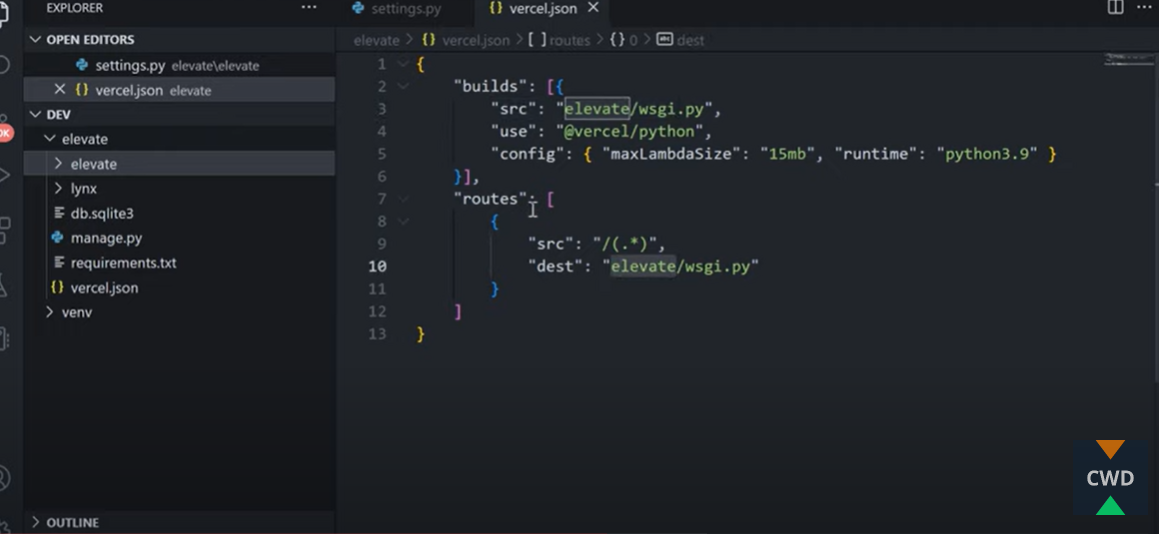 EXPLORER
OPEN EDITORS
settings.py elevate\elevate
vercel.json elevate
DEV
elevate
elevate
lynx
db.sqlite3
manage.py
requirements.txt
vercel.json
venv
OUTLINE
settings.py
vercel.json
elevate > {} vercel.json > [ ] routes > {} 0 > dest
1 {
2 "builds": [{
3 "src": "elevate/wsgi.py",
4 "use": "@vercel/python",
5 "config": { "maxLambdaSize": "15mb", "runtime": "python3.9" }
6 }],
7 "routes": [
8 {
9 "src": "/(.*)",
10 "dest": "elevate/wsgi.py"
11 }
12 ]
13 }
CWD